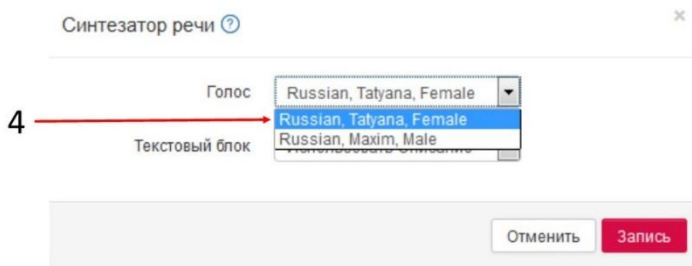 Синтезатор речи ?
×
Голос
Russian, Tatyana, Female
4
Russian, Tatyana, Female
Russian, Maxim, Male
Текстовый блок
Отменить
Запись